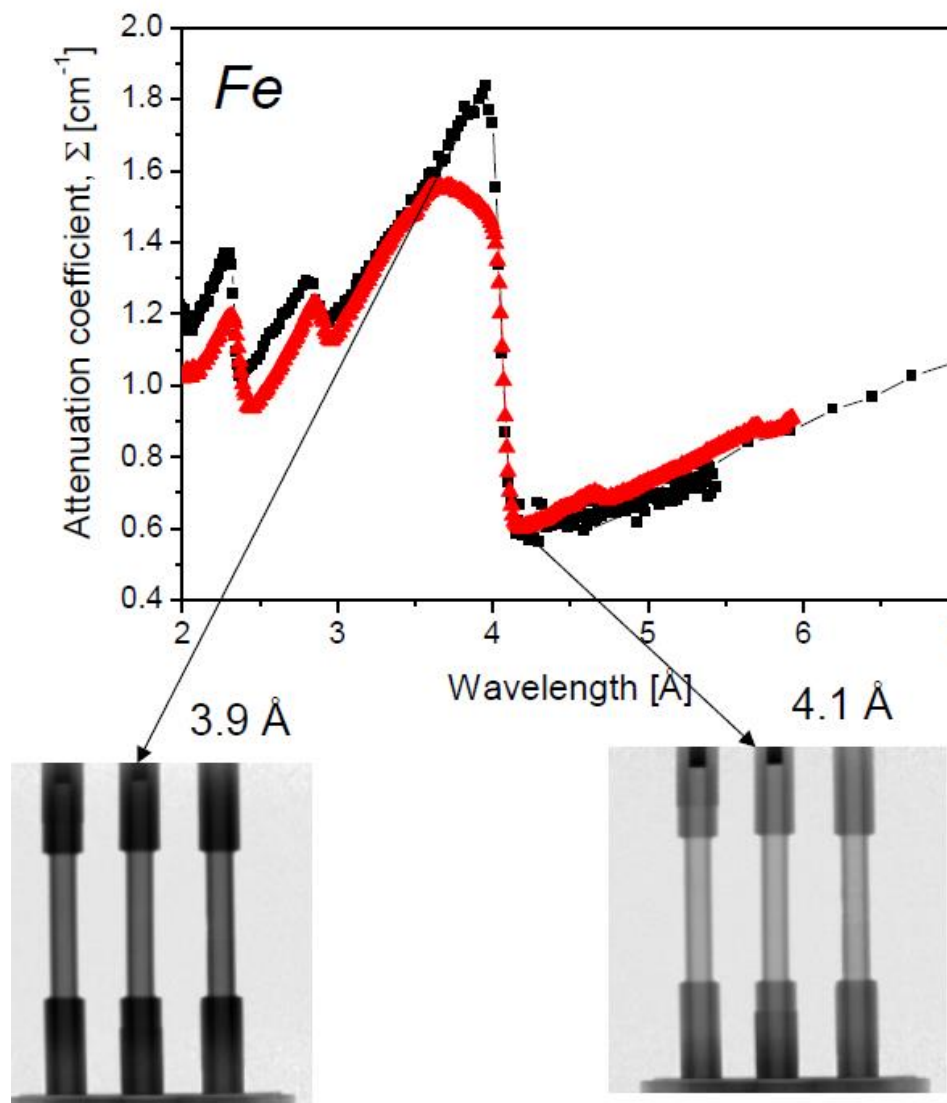 2.0
Fe
1.8
1.6
1.4
1.2
1.0
0.8
0.6
0.4
Attenuation coefficient, Σ [cm⁻¹]
2 3 4 5 6
Wavelength [Å]
3.9 Å
4.1 Å